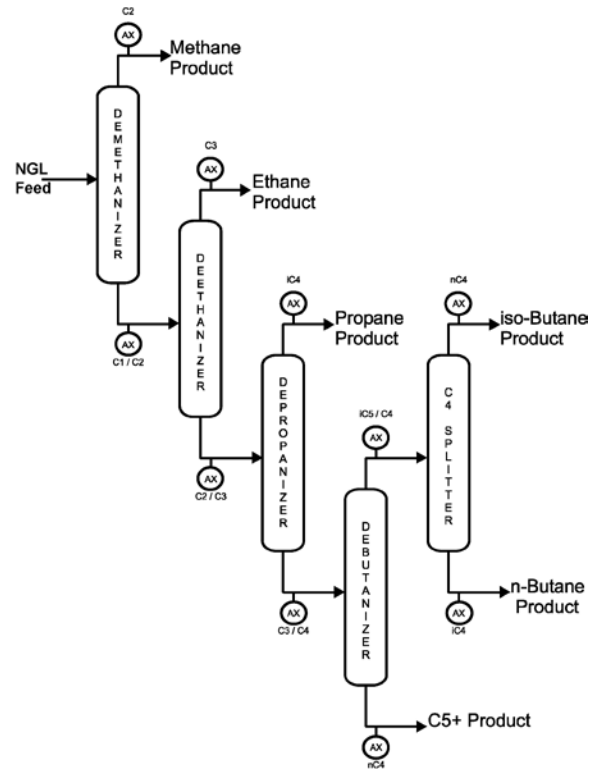 C2
AX
Methane
Product
DEMETHANIZER
NGL
Feed
AX
C1 / C2
C3
AX
Ethane
Product
DEETHANIZER
AX
C2 / C3
iC4
AX
Propane
Product
DEPROPANIZER
AX
C3 / C4
iC5 / C4
AX
DEBUTANIZER
nC4
AX
iso-Butane
Product
C4 SPLITTER
n-Butane
Product
AX
iC4
C5+ Product
AX
nC4